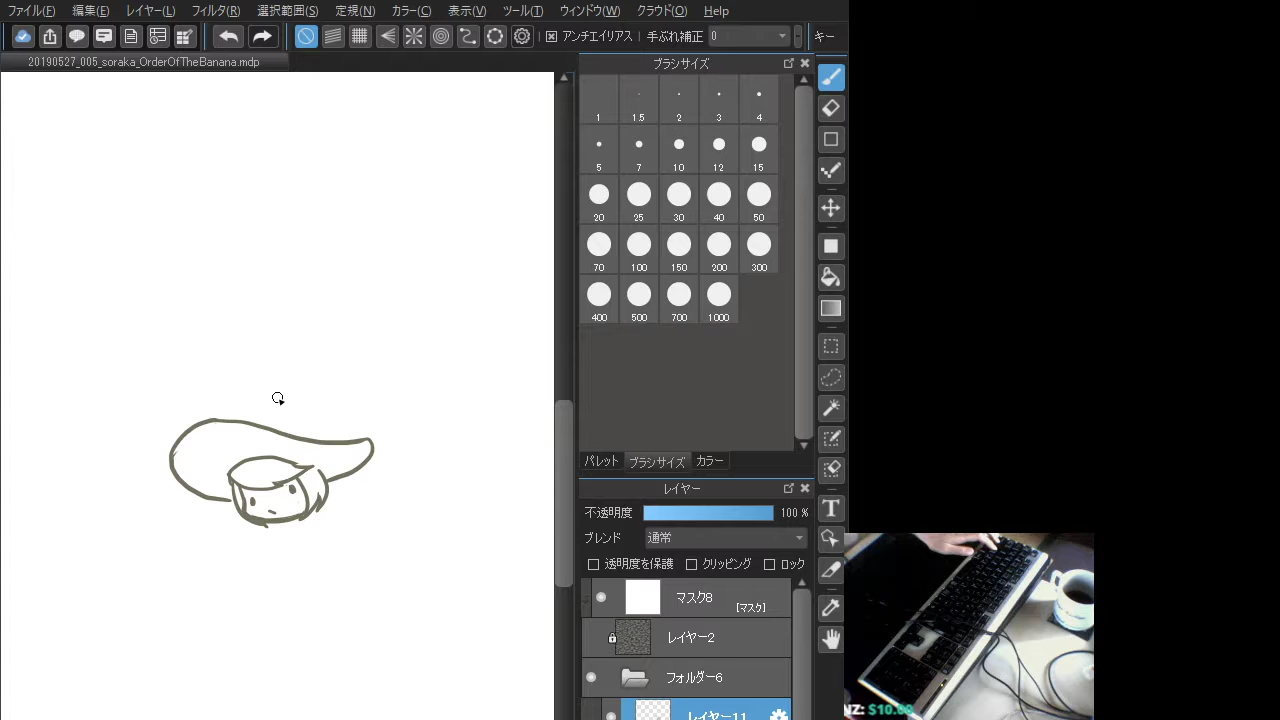 ファイル(F) 編集(E) レイヤー(L) フィルタ(R) 選択範囲(S) 定規(N) カラー(C) 表示(V) ツール(T) ウィンドウ(W) クラウド(O) Help
アンチエイリアス 手ぶれ補正 0 キー
20190527_005_soraka_OrderOfTheBanana.mdp
ブラシサイズ
1 1.5 2 3 4
5 7 10 12 15
20 25 30 40 50
70 100 150 200 300
400 500 700 1000
パレット ブラシサイズ カラー
レイヤー
不透明度 100 %
ブレンド 通常
透明度を保護 クリッピング ロック
マスク8
[マスク]
レイヤー2
フォルダー6
レイヤー11
NZ: $10.00